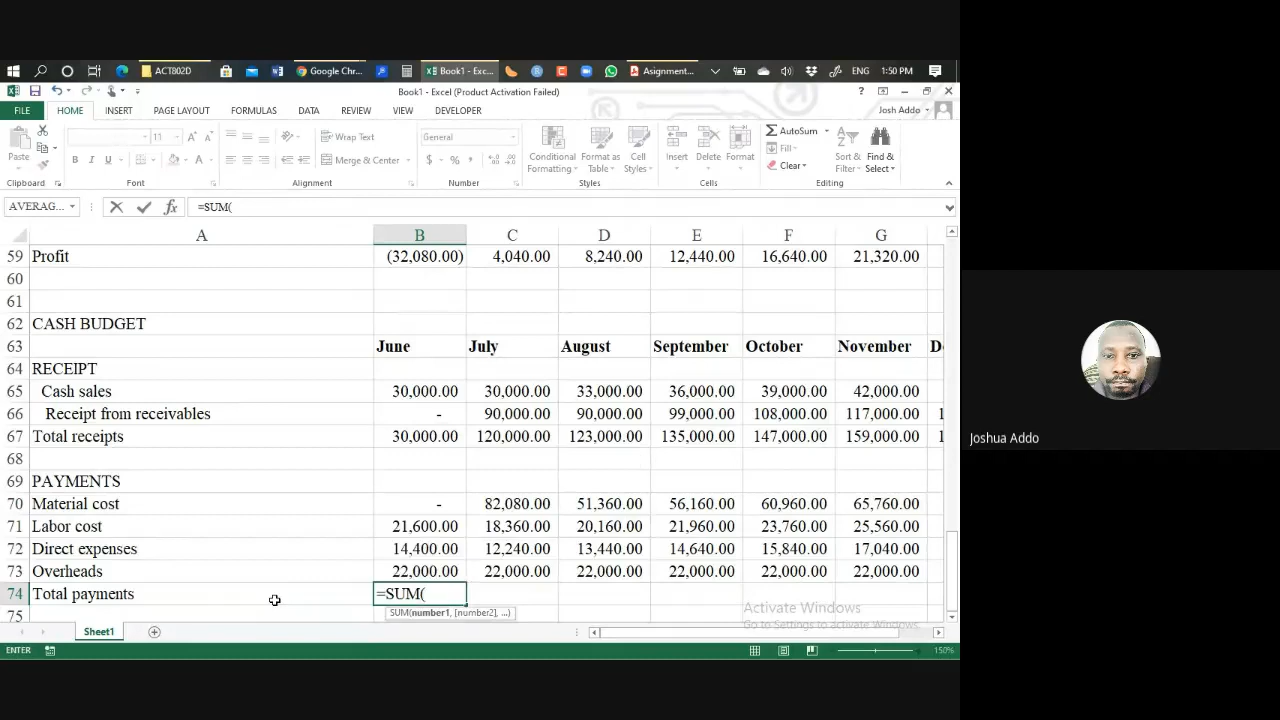 ACT802D
Google Chr...
Book1 - Exc...
Asignment...
ENG
1:50 PM
Book1 - Excel (Product Activation Failed)
FILE HOME INSERT PAGE LAYOUT FORMULAS DATA REVIEW VIEW DEVELOPER
Josh Addo
Paste
Clipboard
11
Font
Wrap Text
Merge & Center
Alignment
General
Number
Conditional Formatting
Format as Table
Cell Styles
Styles
Insert Delete Format
Cells
AutoSum
Fill
Clear
Sort & Filter
Find & Select
Editing
AVERAG... =SUM(
A B C D E F G
59 Profit (32,080.00) 4,040.00 8,240.00 12,440.00 16,640.00 21,320.00
60
61
62 CASH BUDGET
63 June July August September October November D
64 RECEIPT
65 Cash sales 30,000.00 30,000.00 33,000.00 36,000.00 39,000.00 42,000.00
66 Receipt from receivables - 90,000.00 90,000.00 99,000.00 108,000.00 117,000.00 1
67 Total receipts 30,000.00 120,000.00 123,000.00 135,000.00 147,000.00 159,000.00 1
68
69 PAYMENTS
70 Material cost - 82,080.00 51,360.00 56,160.00 60,960.00 65,760.00
71 Labor cost 21,600.00 18,360.00 20,160.00 21,960.00 23,760.00 25,560.00
72 Direct expenses 14,400.00 12,240.00 13,440.00 14,640.00 15,840.00 17,040.00
73 Overheads 22,000.00 22,000.00 22,000.00 22,000.00 22,000.00 22,000.00
74 Total payments =SUM(
75
SUM(number1, [number2], ...)
Activate Windows
Go to Settings to activate Windows.
Sheet1
ENTER
150%
Joshua Addo